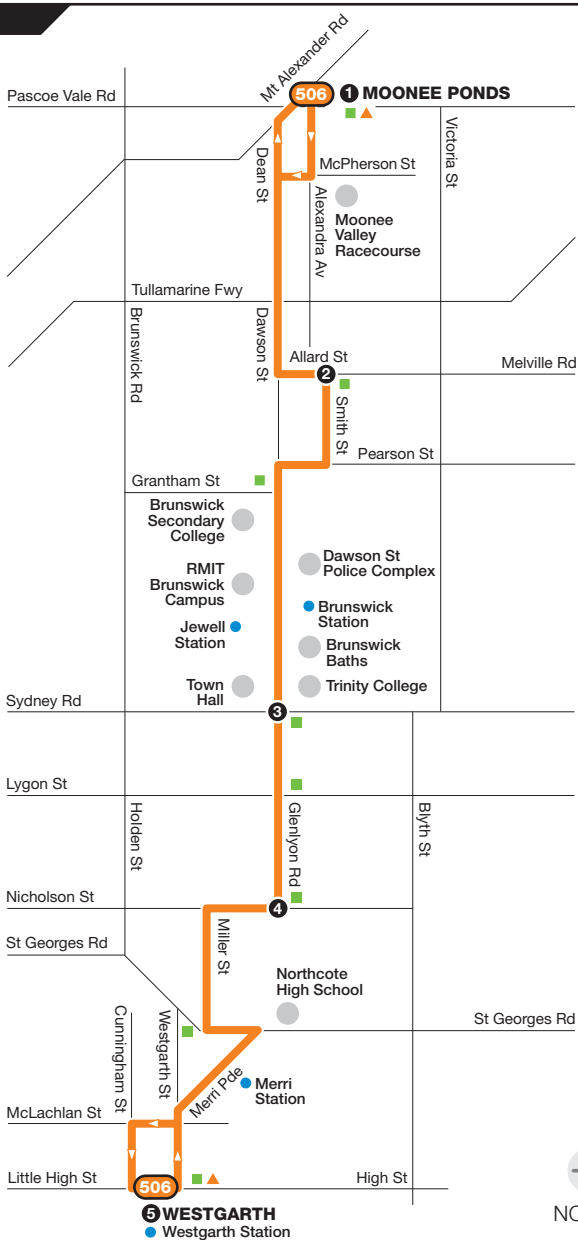 Mt Alexander Rd
Pascoe Vale Rd
506
1 MOONEE PONDS
Victoria St
Dean St
McPherson St
Alexandra Av
Moonee
Valley
Racecourse
Tullamarine Fwy
Brunswick Rd
Dawson St
Allard St
2
Melville Rd
Smith St
Pearson St
Grantham St
Brunswick
Secondary
College
Dawson St
Police Complex
RMIT
Brunswick
Campus
Brunswick
Station
Jewell
Station
Brunswick
Baths
Town
Hall
Trinity College
Sydney Rd
3
Lygon St
Holden St
Glenlyon Rd
Blyth St
Nicholson St
4
St Georges Rd
Miller St
Northcote
High School
St Georges Rd
Cunningham St
Westgarth St
Merri Pde
Merri
Station
McLachlan St
Little High St
506
High St
5 WESTGARTH
Westgarth Station